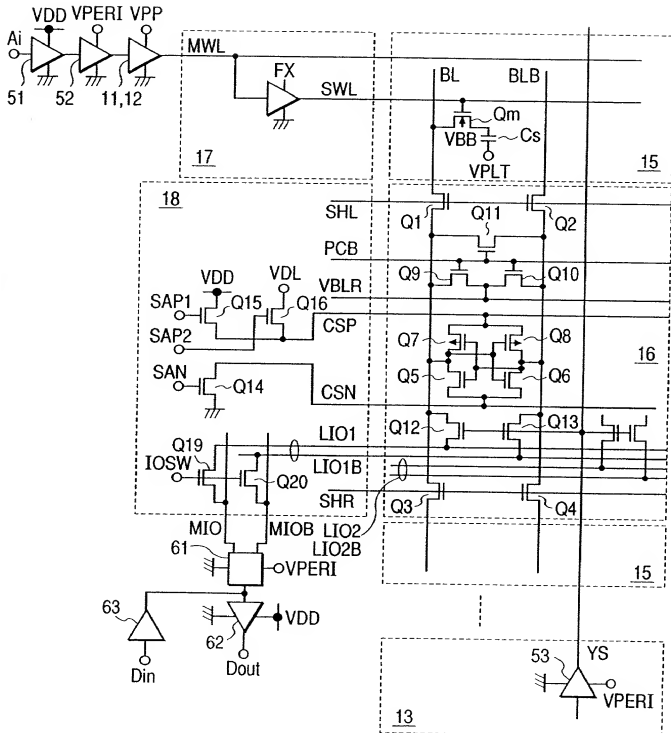 VDD VPERI VPP
Ai
51 52 11,12
MWL
FX
SWL
17
BL BLB
Qm
VBB Cs
VPLT
15
18
SHL
Q1 Q11 Q2
PCB
Q9 Q10
VBLR
VDD VDL
SAP1 Q15 Q16
CSP
SAP2
Q7 Q8
16
SAN
Q14
CSN
Q5 Q6
Q12 Q13
Q19
LIO1
IOSW
Q20
LIO1B
SHR
Q3 Q4
MIO MIOB
LIO2
LIO2B
61
VPERI
15
63
62
VDD
Din
Dout
53 YS
VPERI
13